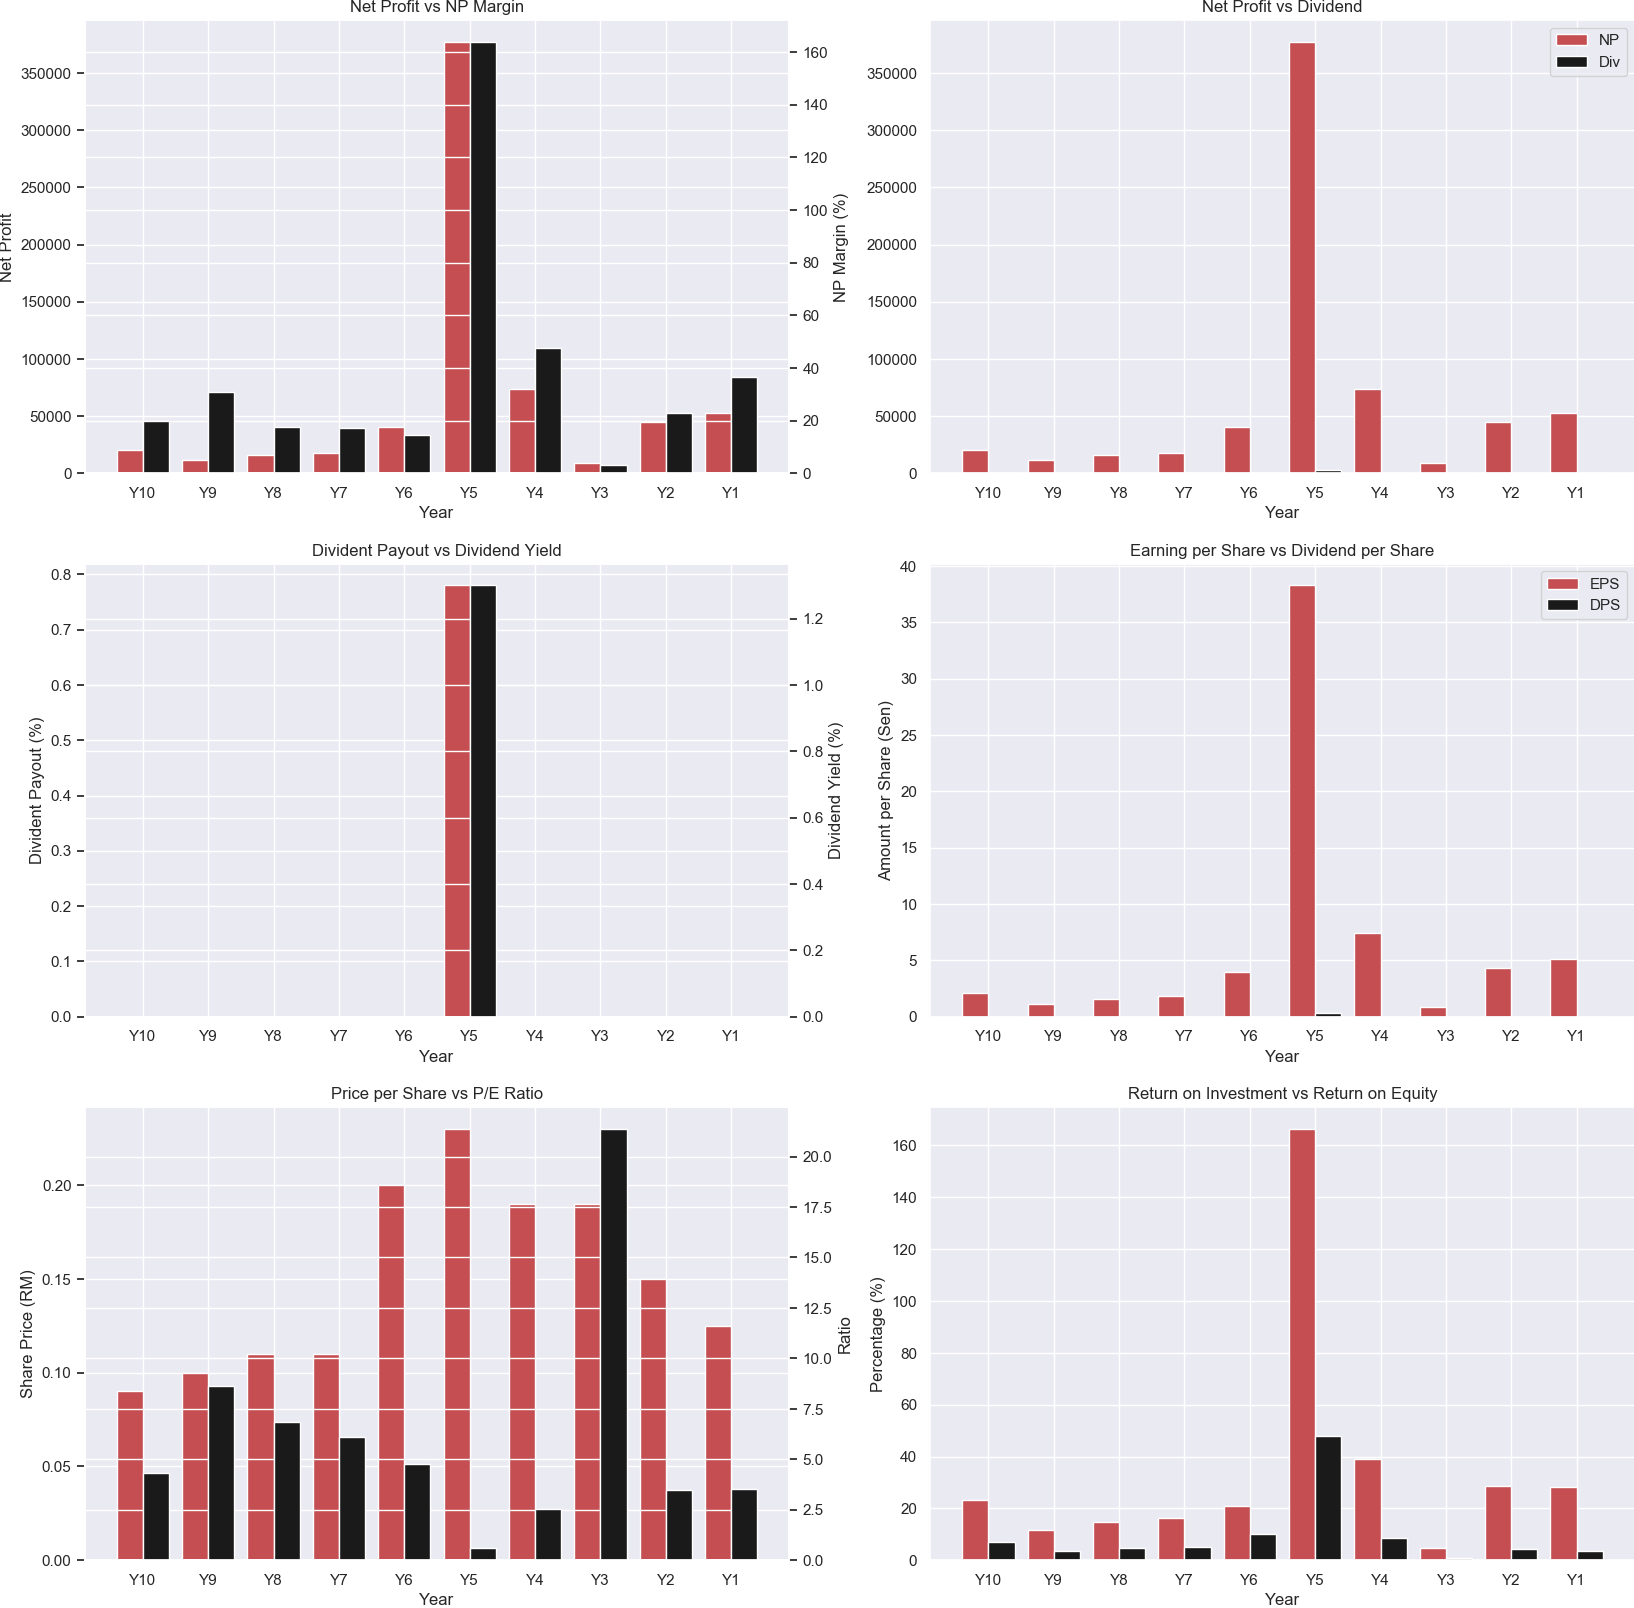 Net Profit vs NP Margin
350000
300000
250000
200000
150000
100000
50000
0
Net Profit
160
140
120
100
80
60
40
20
0
NP Margin (%)
Y10 Y9 Y8 Y7 Y6 Y5 Y4 Y3 Y2 Y1
Year
Net Profit vs Dividend
NP
Div
350000
300000
250000
200000
150000
100000
50000
0
Y10 Y9 Y8 Y7 Y6 Y5 Y4 Y3 Y2 Y1
Year
Divident Payout vs Dividend Yield
0.8
0.7
0.6
0.5
0.4
0.3
0.2
0.1
0.0
Divident Payout (%)
1.2
1.0
0.8
0.6
0.4
0.2
0.0
Dividend Yield (%)
Y10 Y9 Y8 Y7 Y6 Y5 Y4 Y3 Y2 Y1
Year
Earning per Share vs Dividend per Share
EPS
DPS
40
35
30
25
20
15
10
5
0
Amount per Share (Sen)
Y10 Y9 Y8 Y7 Y6 Y5 Y4 Y3 Y2 Y1
Year
Price per Share vs P/E Ratio
0.20
0.15
0.10
0.05
0.00
Share Price (RM)
20.0
17.5
15.0
12.5
10.0
7.5
5.0
2.5
0.0
Ratio
Y10 Y9 Y8 Y7 Y6 Y5 Y4 Y3 Y2 Y1
Year
Return on Investment vs Return on Equity
160
140
120
100
80
60
40
20
0
Percentage (%)
Y10 Y9 Y8 Y7 Y6 Y5 Y4 Y3 Y2 Y1
Year